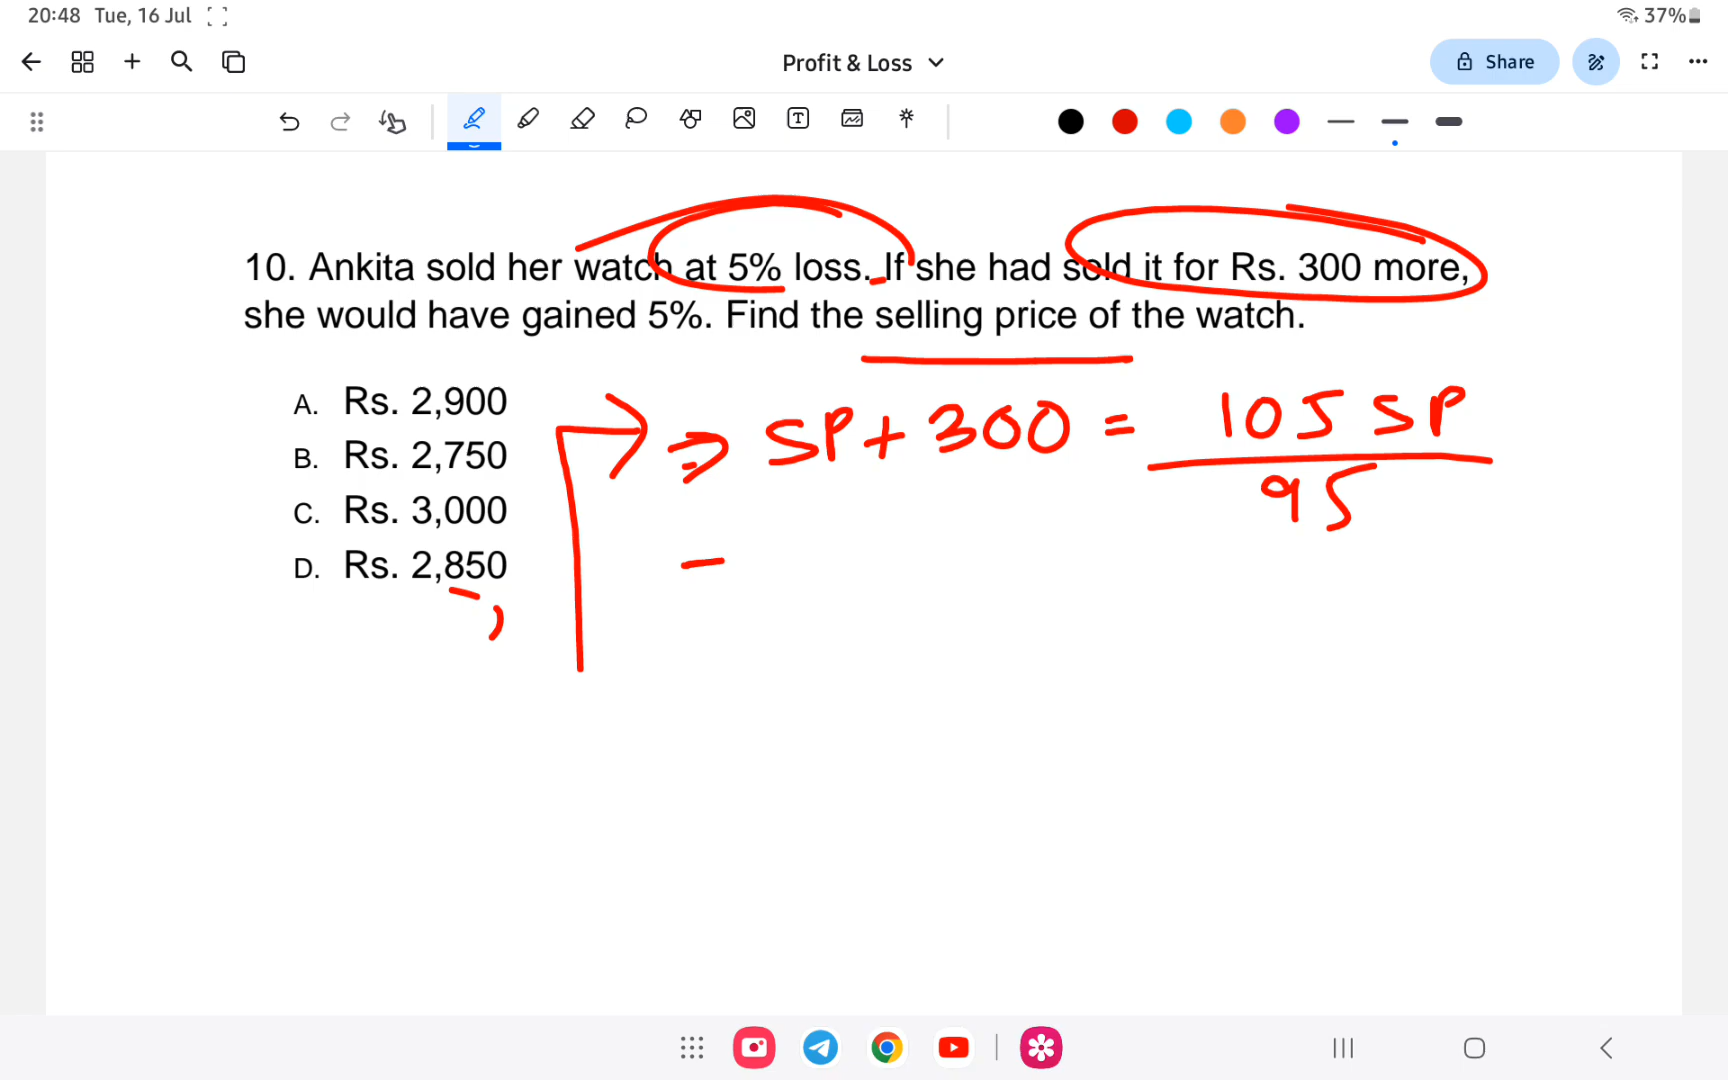 20:48 Tue, 16 Jul 37%
Profit & Loss
Share
10. Ankita sold her watch at 5% loss. If she had sold it for Rs. 300 more,
she would have gained 5%. Find the selling price of the watch.
A. Rs. 2,900
B. Rs. 2,750
C. Rs. 3,000
D. Rs. 2,850
⇒ SP + 300 = 105 SP
95